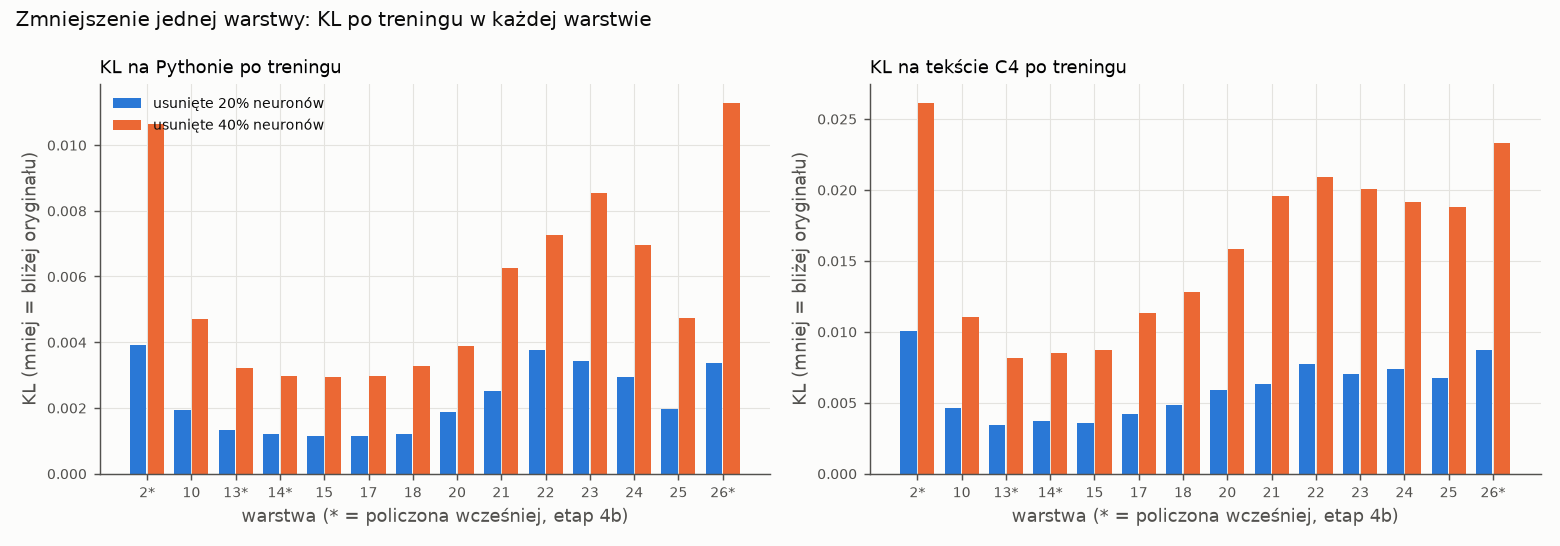 Zmniejszenie jednej warstwy: KL po treningu w każdej warstwie
KL na Pythonie po treningu
usunięte 20% neuronów
usunięte 40% neuronów
KL (mniej = bliżej oryginału)
0.010
0.008
0.006
0.004
0.002
0.000
2* 10 13* 14* 15 17 18 20 21 22 23 24 25 26*
warstwa (* = policzona wcześniej, etap 4b)
KL na tekście C4 po treningu
KL (mniej = bliżej oryginału)
0.025
0.020
0.015
0.010
0.005
0.000
2* 10 13* 14* 15 17 18 20 21 22 23 24 25 26*
warstwa (* = policzona wcześniej, etap 4b)